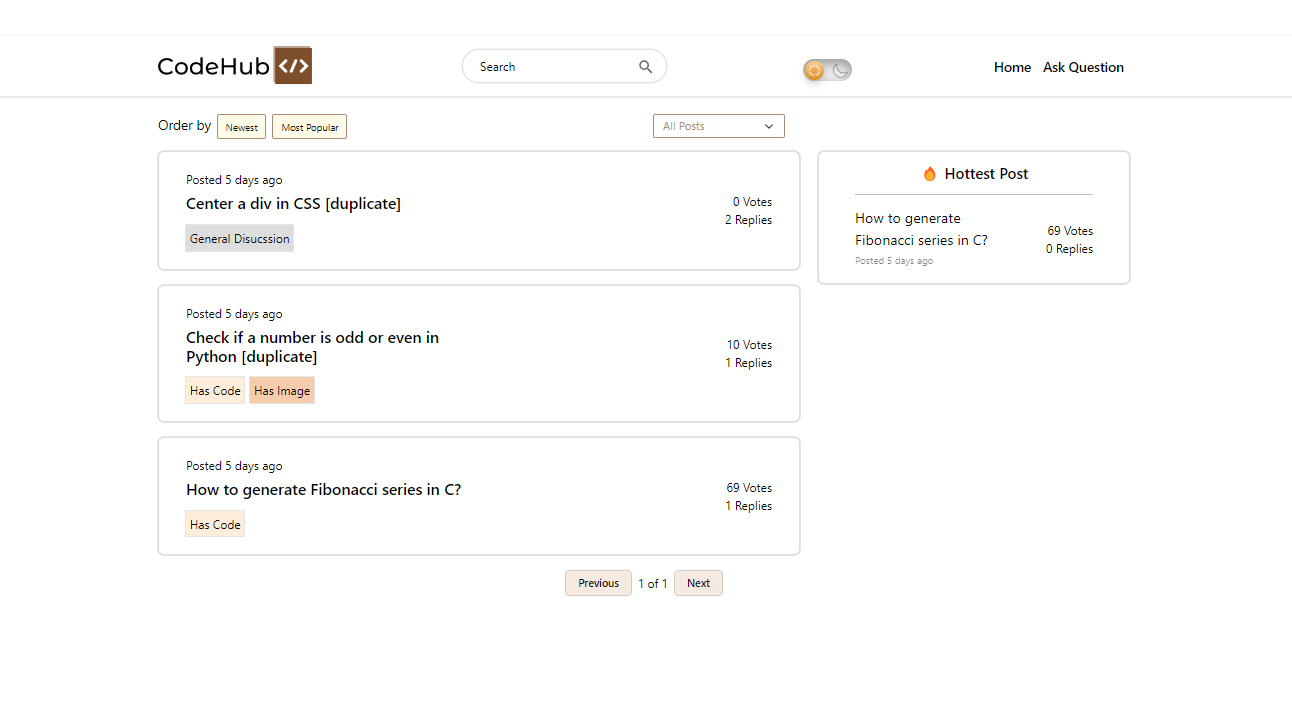 CodeHub </>
Search
Home Ask Question
Order by Newest Most Popular
All Posts
Posted 5 days ago
Center a div in CSS [duplicate]
General Disucssion
0 Votes
2 Replies
Posted 5 days ago
Check if a number is odd or even in
Python [duplicate]
Has Code Has Image
10 Votes
1 Replies
Posted 5 days ago
How to generate Fibonacci series in C?
Has Code
69 Votes
1 Replies
Previous 1 of 1 Next
Hottest Post
How to generate
Fibonacci series in C?
Posted 5 days ago
69 Votes
0 Replies